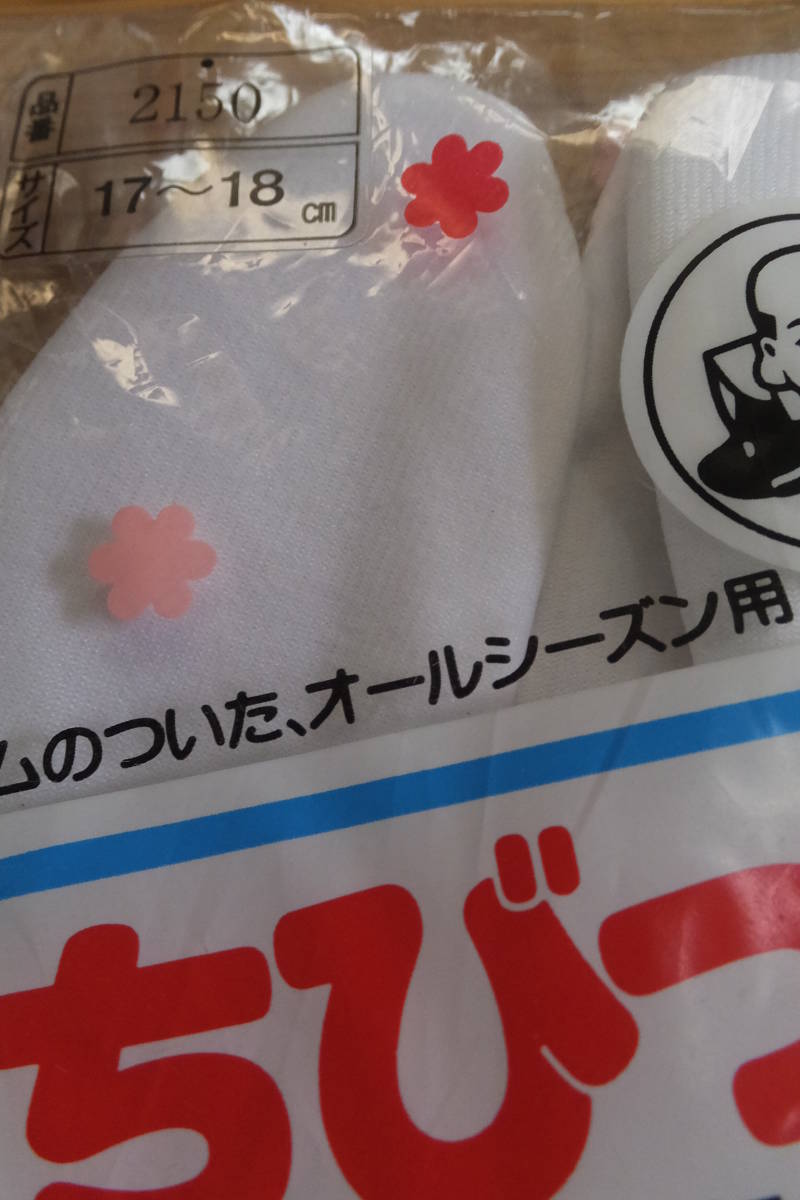 品番 2150
サイズ 17〜18 cm
ムのついた、オールシーズン用
ちびっ